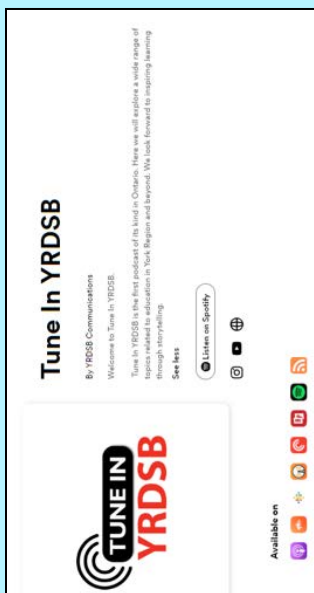 TUNE IN
YRDSB
Tune In YRDSB
By YRDSB Communications
Welcome to Tune In YRDSB.
Tune In YRDSB is the first podcast of its kind in Ontario. Here we will explore a wide range of
topics related to education in York Region and beyond. We look forward to inspiring learning
through storytelling.
See less
Listen on Spotify
Available on